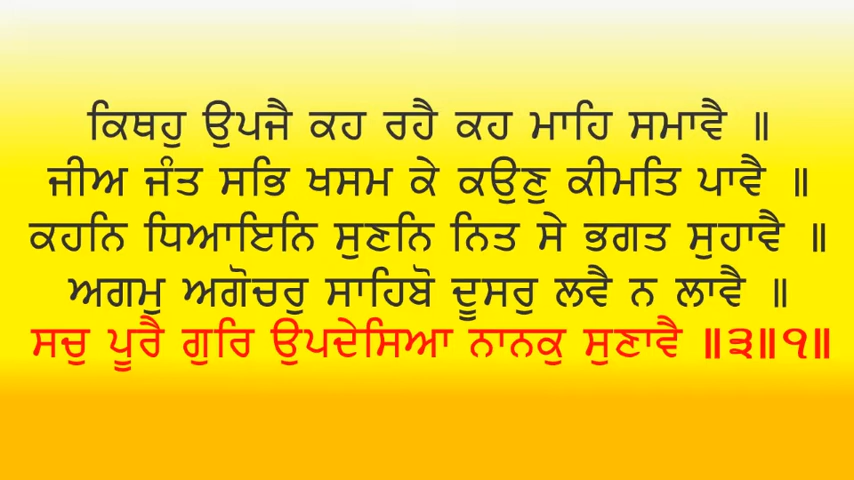 ਕਿਥਹੁ ਉਪਜੈ ਕਹ ਰਹੈ ਕਹ ਮਾਹਿ ਸਮਾਵੈ ॥
ਜੀਅ ਜੰਤ ਸਭਿ ਖਸਮ ਕੇ ਕਉਣੁ ਕੀਮਤਿ ਪਾਵੈ ॥
ਕਹਨਿ ਧਿਆਇਨਿ ਸੁਣਨਿ ਨਿਤ ਸੇ ਭਗਤ ਸੁਹਾਵੈ ॥
ਅਗਮੁ ਅਗੋਚਰੁ ਸਾਹਿਬੋ ਦੂਸਰੁ ਲਵੈ ਨ ਲਾਵੈ ॥
ਸਚੁ ਪੂਰੈ ਗੁਰਿ ਉਪਦੇਸਿਆ ਨਾਨਕੁ ਸੁਣਾਵੈ ॥੩॥੧॥